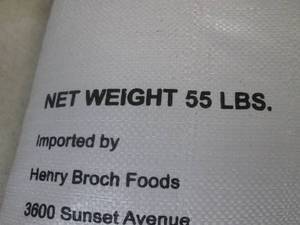 NET WEIGHT 55 LBS.
Imported by
Henry Broch Foods
3600 Sunset Avenue